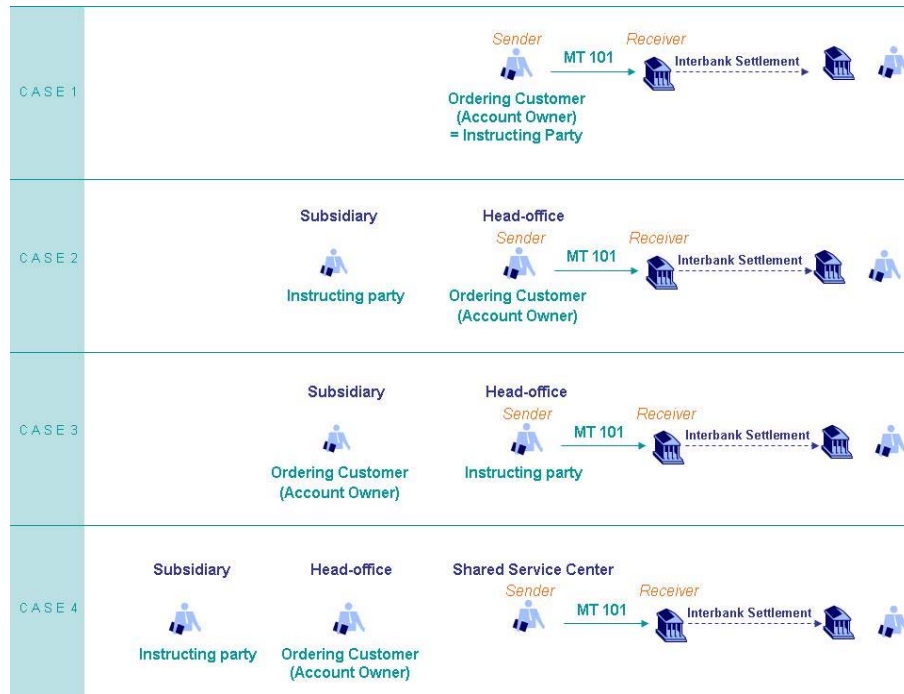 CASE 1
Sender Receiver
MT 101 Interbank Settlement
Ordering Customer
(Account Owner)
= Instructing Party
CASE 2
Subsidiary Head-office
Sender Receiver
MT 101 Interbank Settlement
Instructing party Ordering Customer
(Account Owner)
CASE 3
Subsidiary Head-office
Sender Receiver
MT 101 Interbank Settlement
Ordering Customer Instructing party
(Account Owner)
CASE 4
Subsidiary Head-office Shared Service Center
Sender Receiver
MT 101 Interbank Settlement
Instructing party Ordering Customer
(Account Owner)